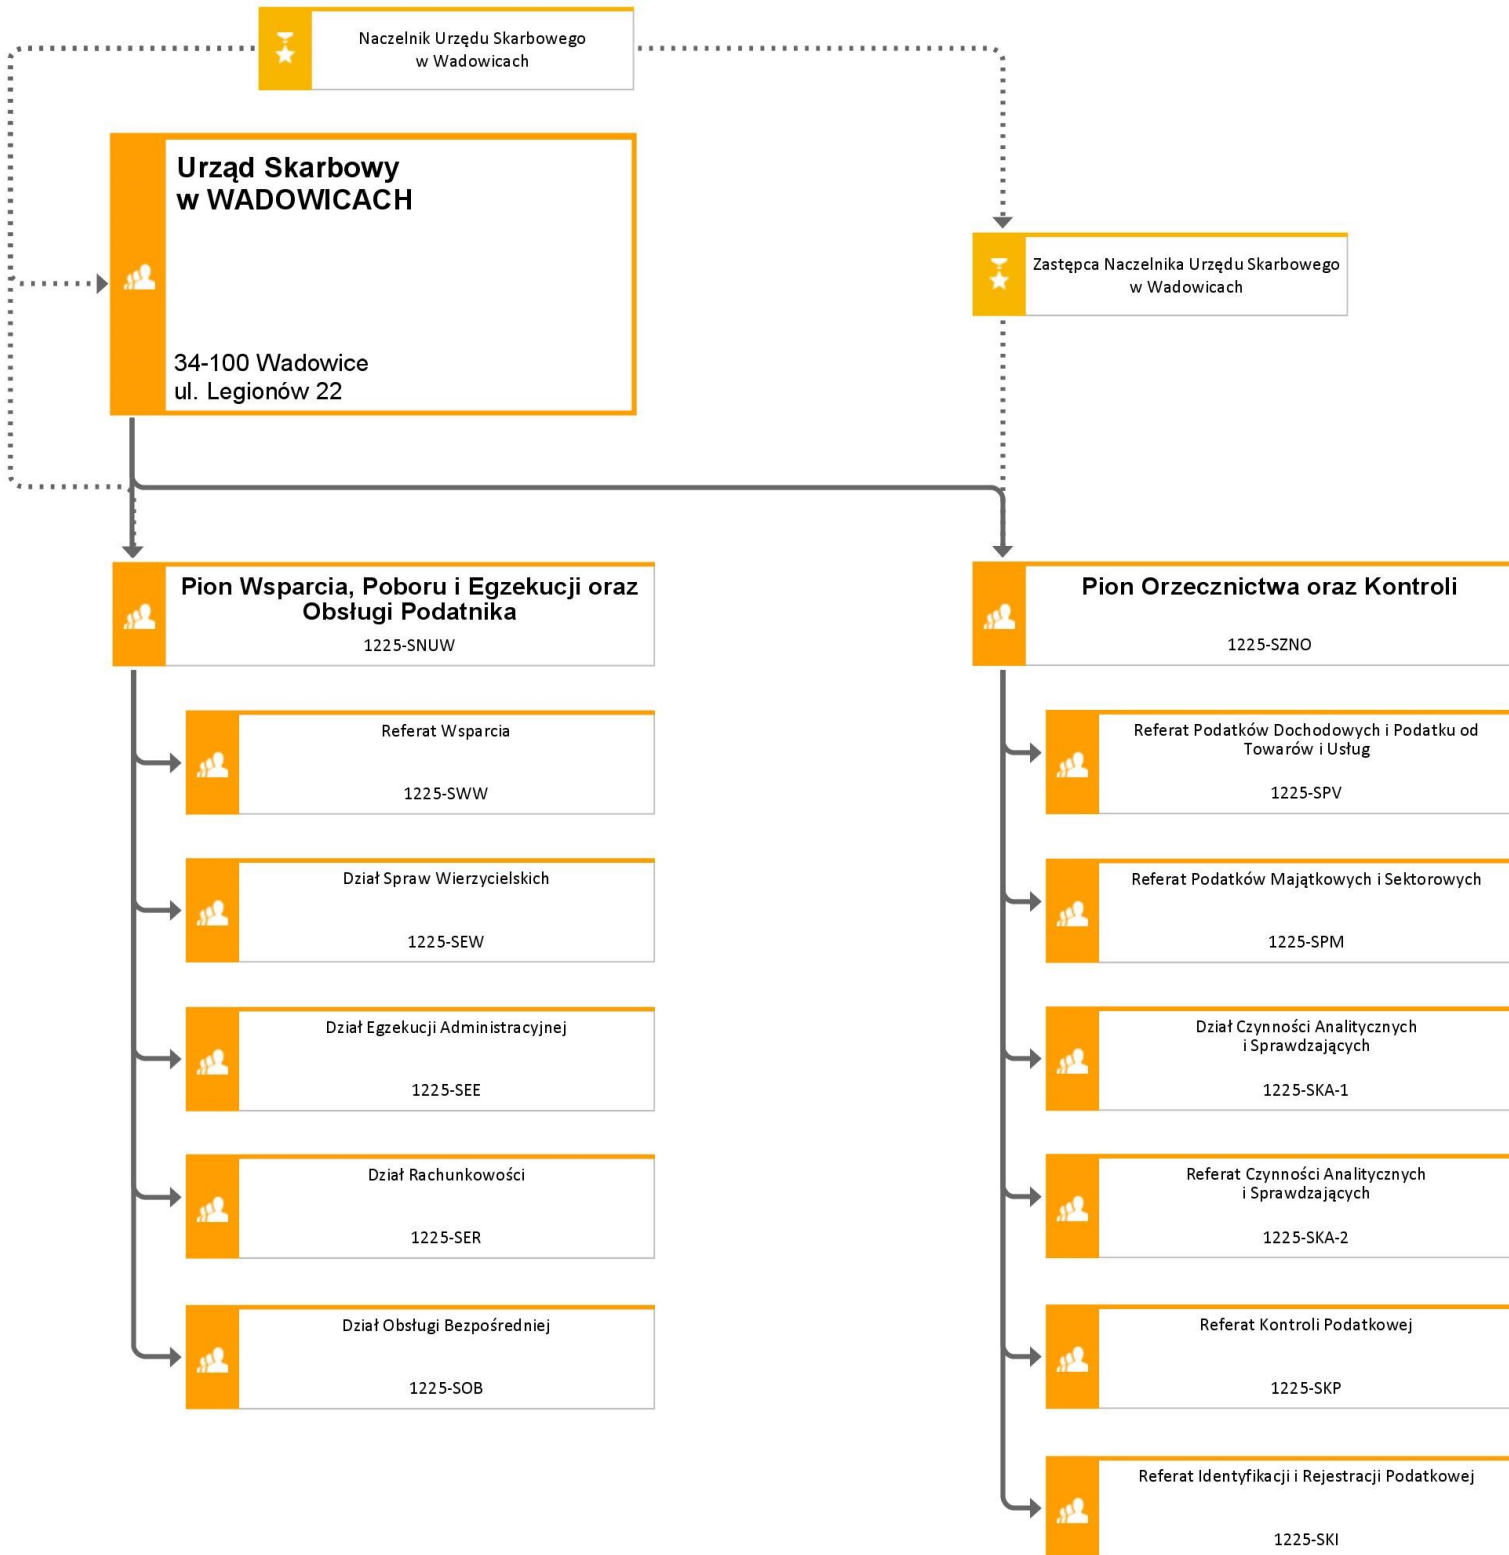 Naczelnik Urzędu Skarbowego
w Wadowicach
Urząd Skarbowy
w WADOWICACH
34-100 Wadowice
ul. Legionów 22
Zastępca Naczelnika Urzędu Skarbowego
w Wadowicach
Pion Wsparcia, Poboru i Egzekucji oraz
Obsługi Podatnika
1225-SNUW
Referat Wsparcia
1225-SWW
Dział Spraw Wierzycielskich
1225-SEW
Dział Egzekucji Administracyjnej
1225-SEE
Dział Rachunkowości
1225-SER
Dział Obsługi Bezpośredniej
1225-SOB
Pion Orzecznictwa oraz Kontroli
1225-SZNO
Referat Podatków Dochodowych i Podatku od
Towarów i Usług
1225-SPV
Referat Podatków Majątkowych i Sektorowych
1225-SPM
Dział Czynności Analitycznych
i Sprawdzających
1225-SKA-1
Referat Czynności Analitycznych
i Sprawdzających
1225-SKA-2
Referat Kontroli Podatkowej
1225-SKP
Referat Identyfikacji i Rejestracji Podatkowej
1225-SKI